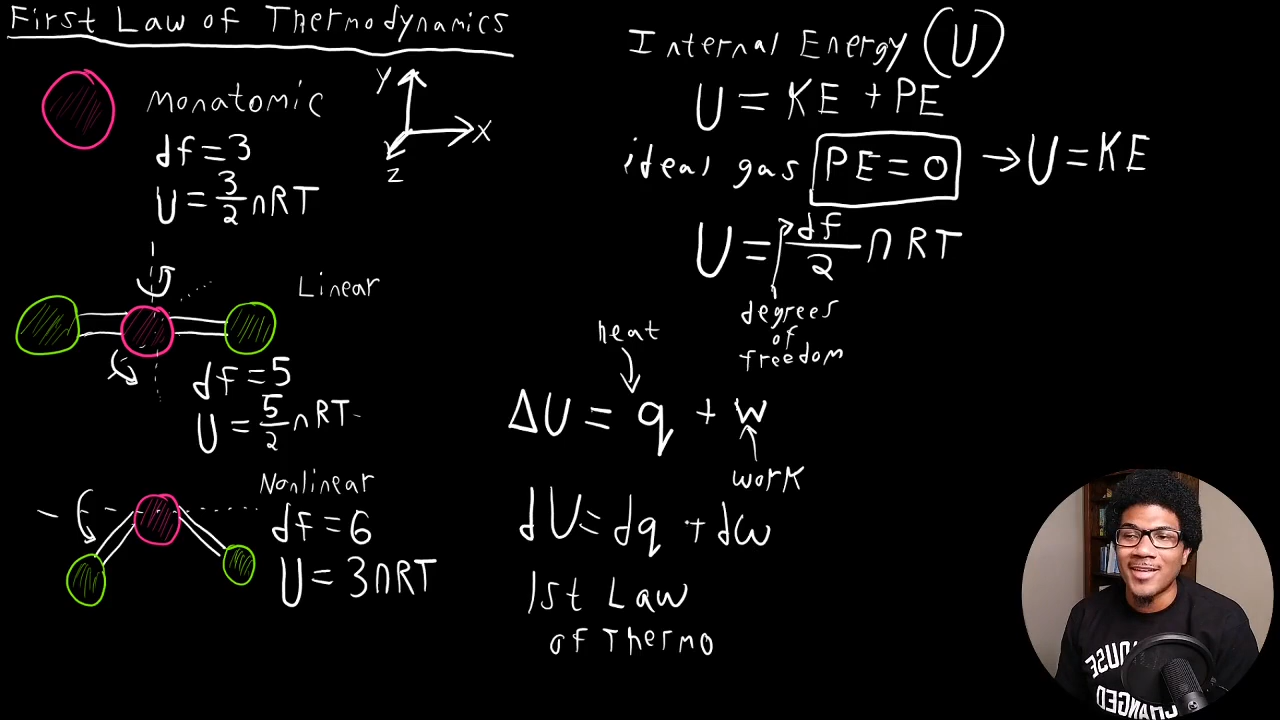 First Law of Thermodynamics
Monatomic
df = 3
U = 3/2 nRT
Y
X
Z
Linear
df = 5
U = 5/2 nRT
Nonlinear
df = 6
U = 3nRT
Internal Energy (U)
U = KE + PE
ideal gas PE = 0 → U = KE
U = df/2 nRT
degrees
of
freedom
heat
ΔU = q + w
work
dU = dq + dw
1st Law
of Thermo
CHANGED